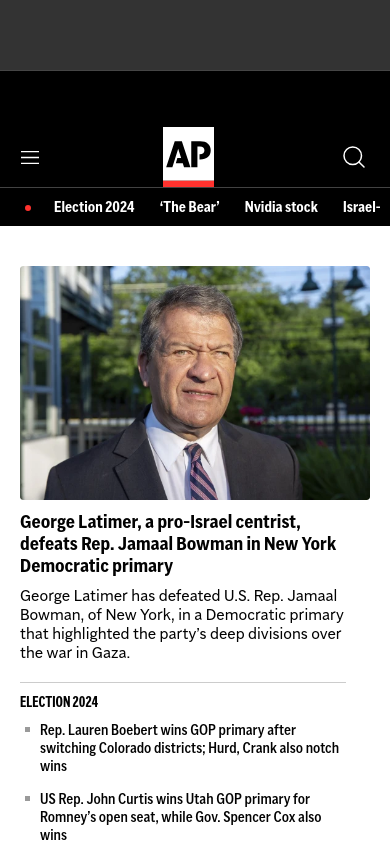 AP
Election 2024 ‘The Bear’ Nvidia stock Israel-
George Latimer, a pro-Israel centrist,
defeats Rep. Jamaal Bowman in New York
Democratic primary
George Latimer has defeated U.S. Rep. Jamaal
Bowman, of New York, in a Democratic primary
that highlighted the party’s deep divisions over
the war in Gaza.
ELECTION 2024
Rep. Lauren Boebert wins GOP primary after
switching Colorado districts; Hurd, Crank also notch
wins
US Rep. John Curtis wins Utah GOP primary for
Romney’s open seat, while Gov. Spencer Cox also
wins